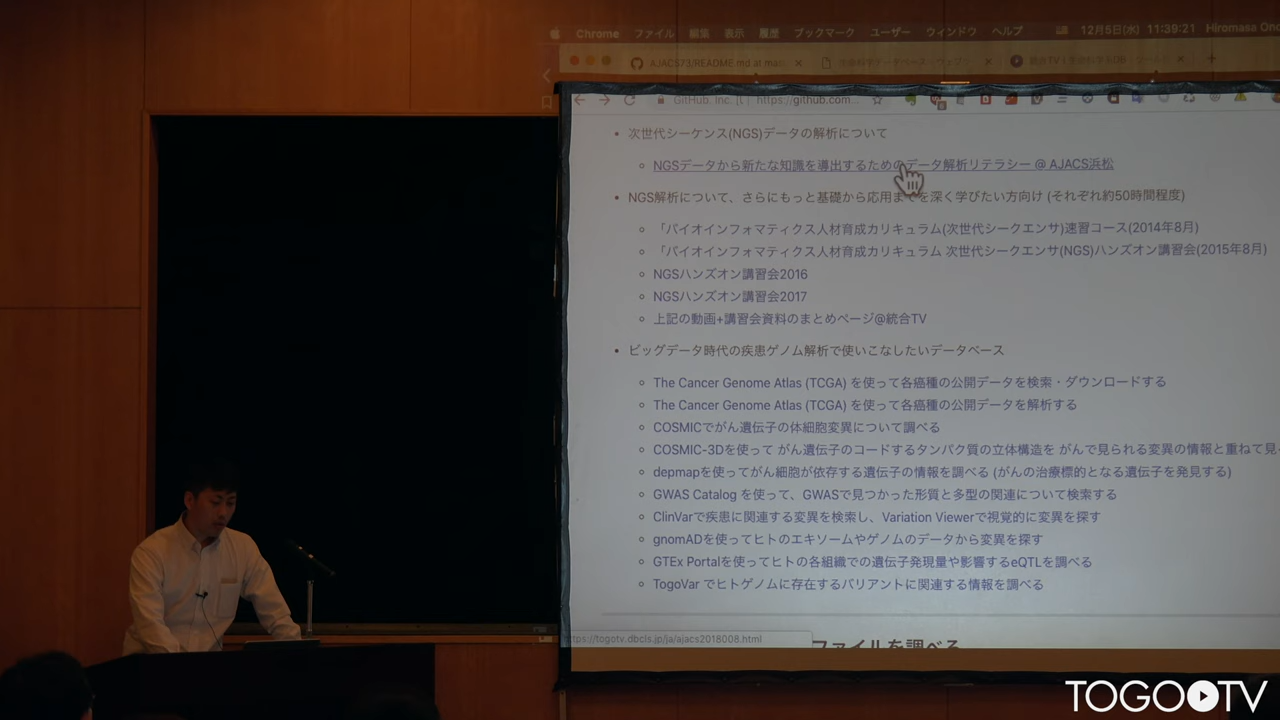 Chrome ファイル 編集 表示 履歴 ブックマーク ユーザー ウィンドウ ヘルプ 12月5日(水) 11:39:21 Hiromasa Ono
AJACS73/README.md at mas
GitHub, Inc. https://github.com...
次世代シーケンス(NGS)データの解析について
NGSデータから新たな知識を導出するためのデータ解析リテラシー @ AJACS浜松
NGS解析について、さらにもっと基礎から応用までを深く学びたい方向け (それぞれ約50時間程度)
「バイオインフォマティクス人材育成カリキュラム(次世代シークエンサ)速習コース(2014年8月)
「バイオインフォマティクス人材育成カリキュラム 次世代シークエンサ(NGS)ハンズオン講習会(2015年8月)
NGSハンズオン講習会2016
NGSハンズオン講習会2017
上記の動画+講習会資料のまとめページ@統合TV
ビッグデータ時代の疾患ゲノム解析で使いこなしたいデータベース
The Cancer Genome Atlas (TCGA) を使って各癌種の公開データを検索・ダウンロードする
The Cancer Genome Atlas (TCGA) を使って各癌種の公開データを解析する
COSMICでがん遺伝子の体細胞変異について調べる
COSMIC-3Dを使って がん遺伝子のコードするタンパク質の立体構造を がんで見られる変異の情報と重ねて見
depmapを使ってがん細胞が依存する遺伝子の情報を調べる (がんの治療標的となる遺伝子を発見する)
GWAS Catalog を使って、GWASで見つかった形質と多型の関連について検索する
ClinVarで疾患に関連する変異を検索し、Variation Viewerで視覚的に変異を探す
gnomADを使ってヒトのエキソームやゲノムのデータから変異を探す
GTEx Portalを使ってヒトの各組織での遺伝子発現量や影響するeQTLを調べる
TogoVar でヒトゲノムに存在するバリアントに関連する情報を調べる
ttps://togotv.dbcls.jp/ja/ajacs2018008.html
ファイルを調べる
TOGO TV